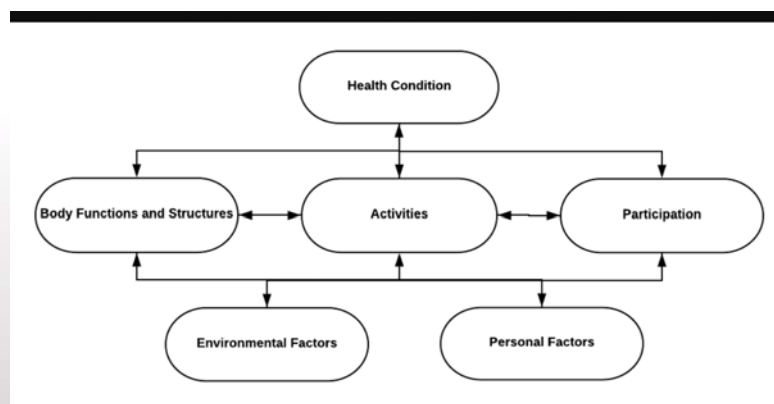 Health Condition
Body Functions and Structures
Activities
Participation
Environmental Factors
Personal Factors